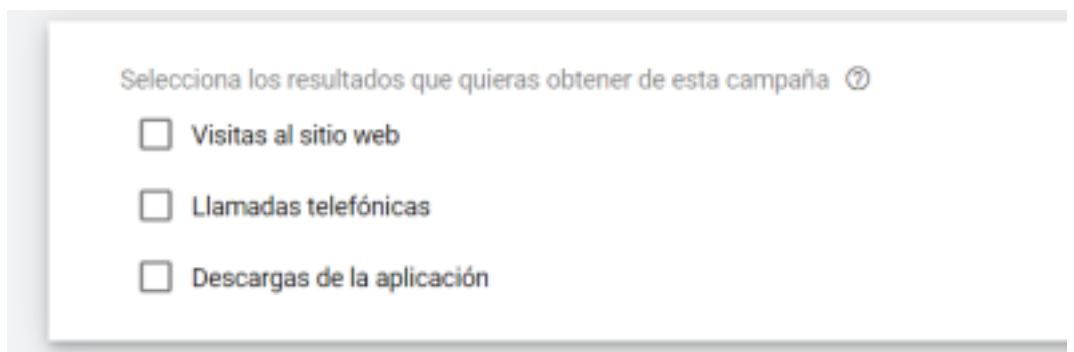 Selecciona los resultados que quieras obtener de esta campaña
Visitas al sitio web
Llamadas telefónicas
Descargas de la aplicación